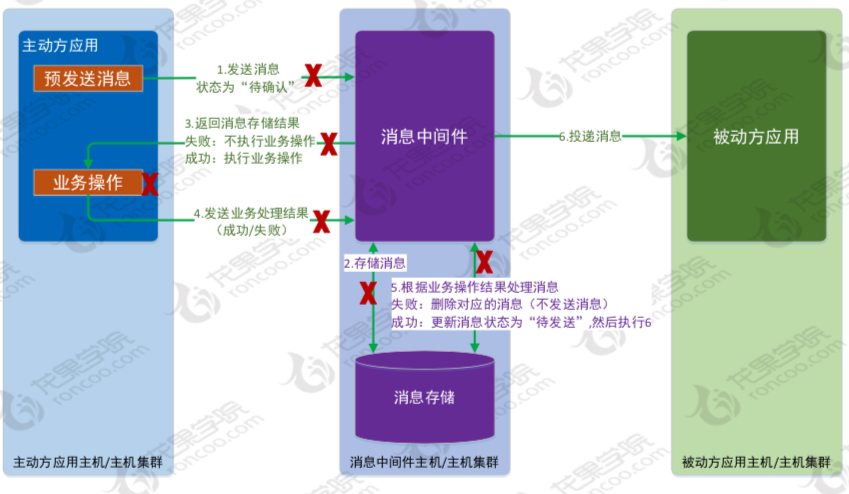 主动方应用
预发送消息
1.发送消息
状态为“待确认”
3.返回消息存储结果
失败：不执行业务操作
成功：执行业务操作
业务操作
4.发送业务处理结果
（成功/失败）
消息中间件
6.投递消息
被动方应用
2.存储消息
5.根据业务操作结果处理消息
失败：删除对应的消息（不发送消息）
成功：更新消息状态为“待发送”,然后执行6
消息存储
主动方应用主机/主机集群
消息中间件主机/主机集群
被动方应用主机/主机集群
龙果学院
roncoo.com